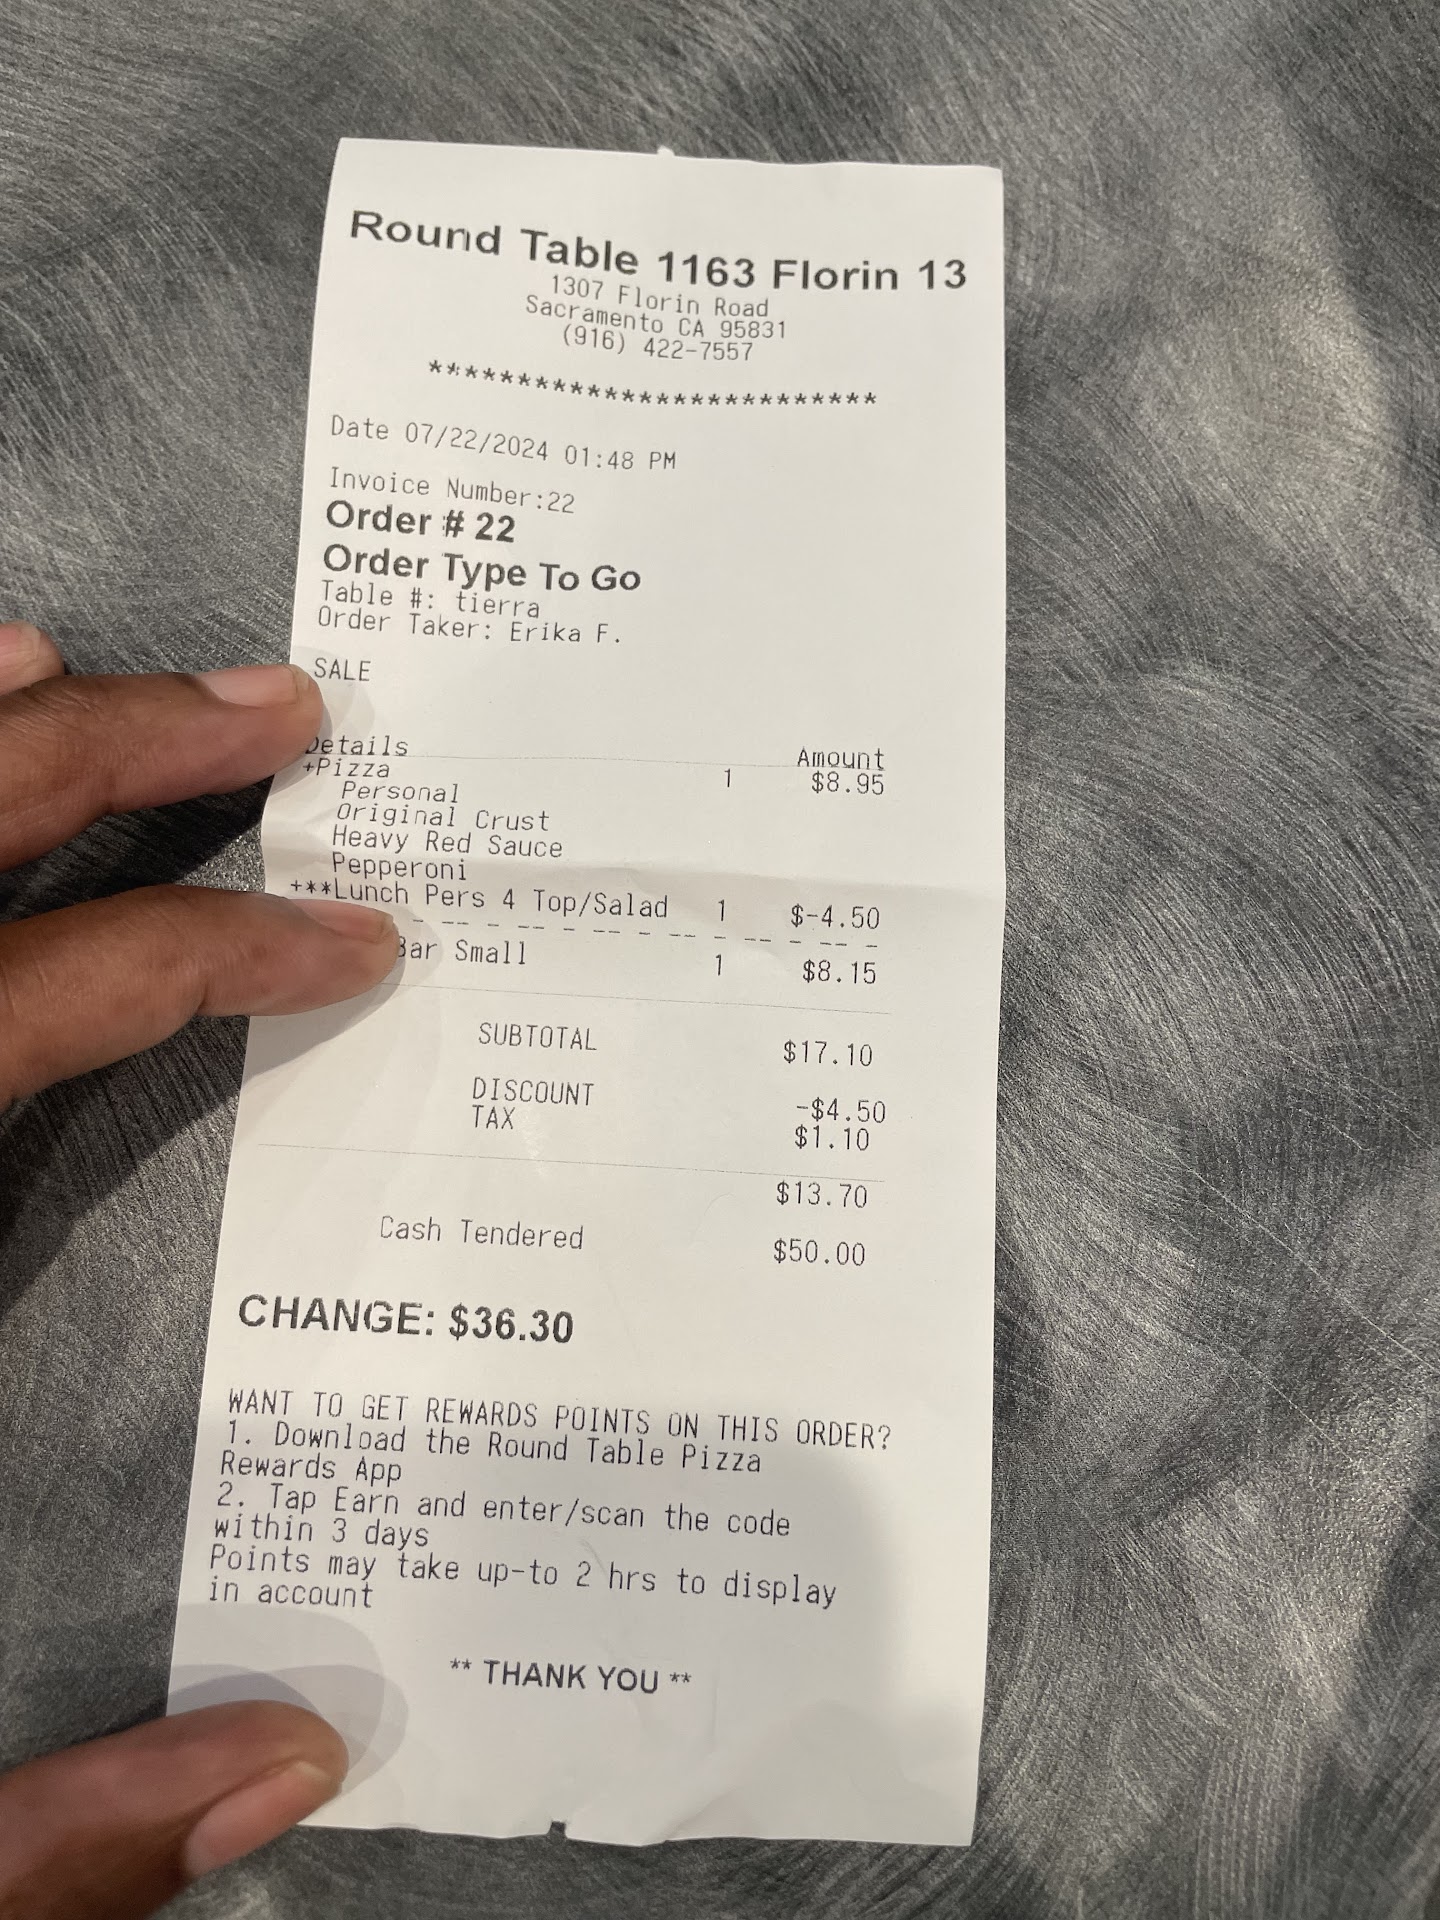 Round Table 1163 Florin 13
1307 Florin Road
Sacramento CA 95831
(916) 422-7557
**************************
Date 07/22/2024 01:48 PM
Invoice Number:22
Order # 22
Order Type To Go
Table #: tierra
Order Taker: Erika F.
SALE
Details Amount
+Pizza 1 $8.95
Personal
Original Crust
Heavy Red Sauce
Pepperoni
+**Lunch Pers 4 Top/Salad 1 $-4.50
Bar Small 1 $8.15
SUBTOTAL $17.10
DISCOUNT -$4.50
TAX $1.10
$13.70
Cash Tendered $50.00
CHANGE: $36.30
WANT TO GET REWARDS POINTS ON THIS ORDER?
1. Download the Round Table Pizza
Rewards App
2. Tap Earn and enter/scan the code
within 3 days
Points may take up-to 2 hrs to display
in account
** THANK YOU **